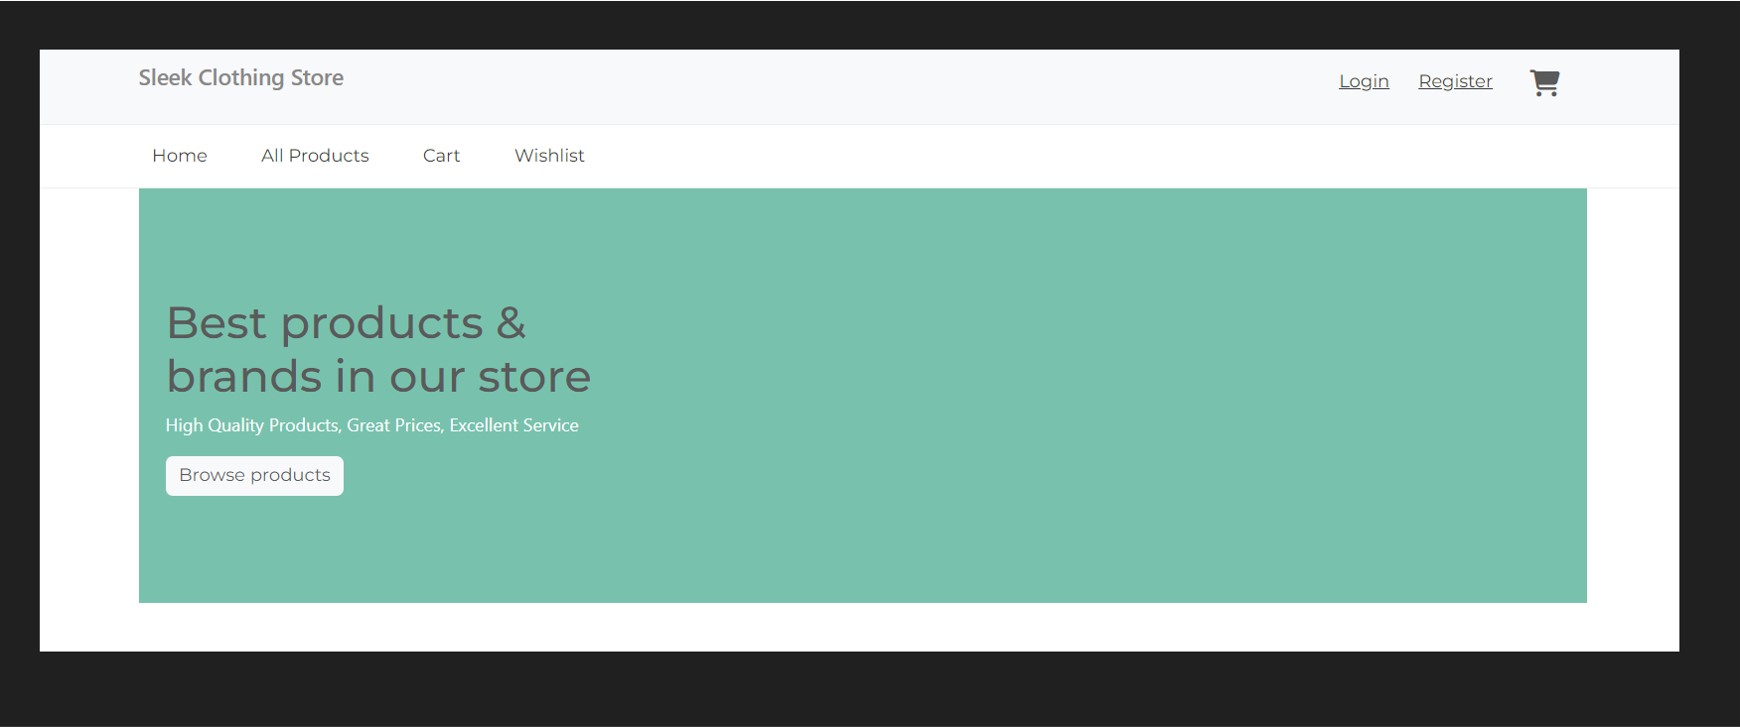 Sleek Clothing Store
Login Register
Home All Products Cart Wishlist
Best products &
brands in our store
High Quality Products, Great Prices, Excellent Service
Browse products